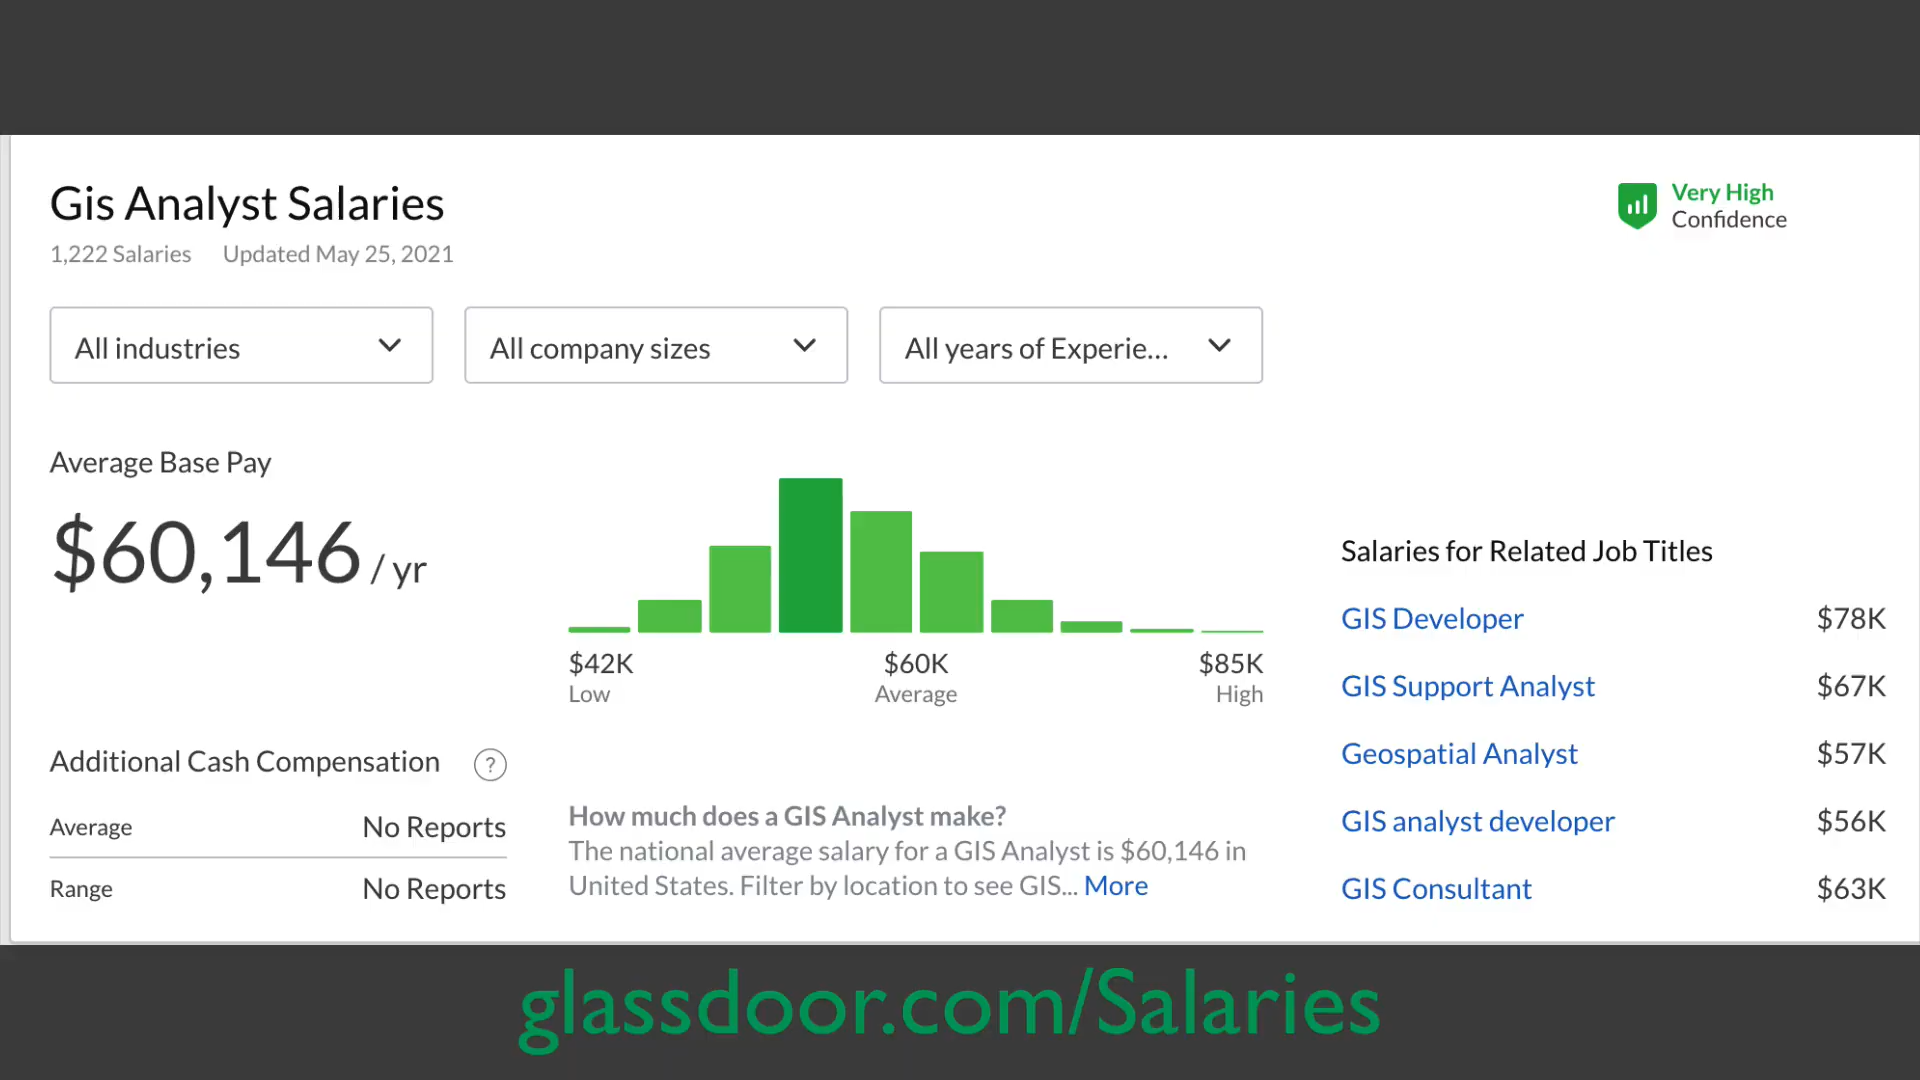 Gis Analyst Salaries
1,222 Salaries Updated May 25, 2021
Very High
Confidence
All industries
All company sizes
All years of Experie...
Average Base Pay
$60,146 / yr
$42K
Low
$60K
Average
$85K
High
Additional Cash Compensation ?
Average No Reports
Range No Reports
How much does a GIS Analyst make?
The national average salary for a GIS Analyst is $60,146 in
United States. Filter by location to see GIS... More
Salaries for Related Job Titles
GIS Developer $78K
GIS Support Analyst $67K
Geospatial Analyst $57K
GIS analyst developer $56K
GIS Consultant $63K
glassdoor.com/Salaries